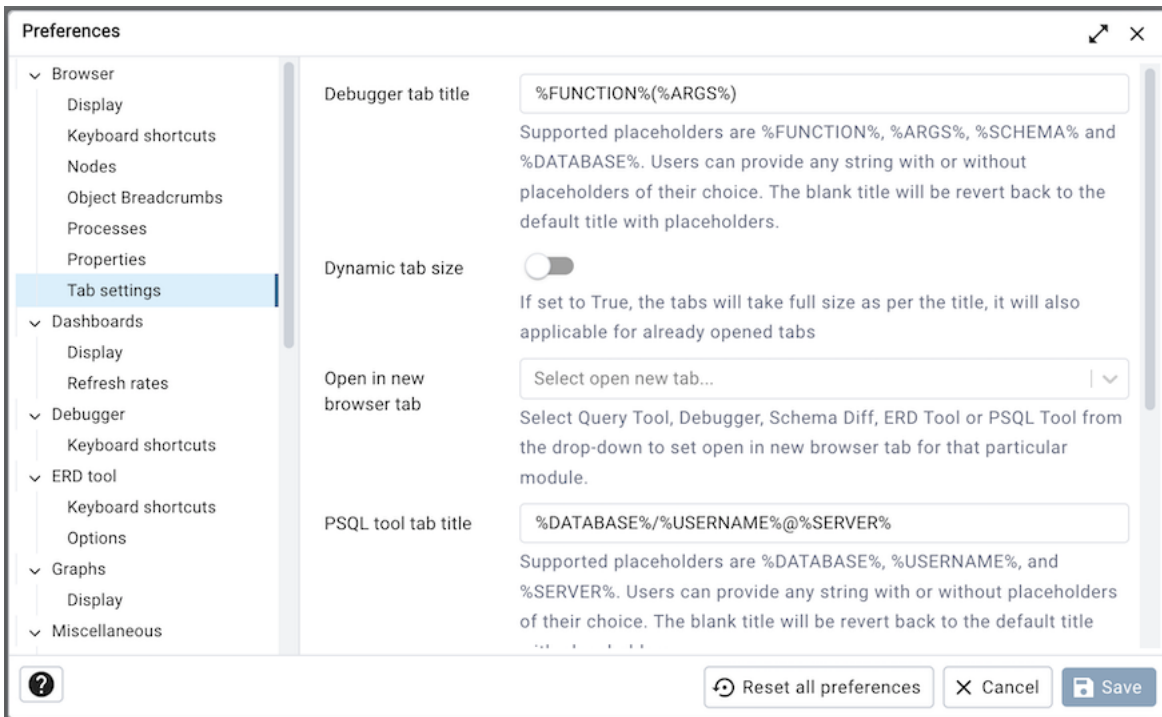 Preferences
Browser
Display
Keyboard shortcuts
Nodes
Object Breadcrumbs
Processes
Properties
Tab settings
Dashboards
Display
Refresh rates
Debugger
Keyboard shortcuts
ERD tool
Keyboard shortcuts
Options
Graphs
Display
Miscellaneous
Debugger tab title
%FUNCTION%(%ARGS%)
Supported placeholders are %FUNCTION%, %ARGS%, %SCHEMA% and
%DATABASE%. Users can provide any string with or without
placeholders of their choice. The blank title will be revert back to the
default title with placeholders.
Dynamic tab size
If set to True, the tabs will take full size as per the title, it will also
applicable for already opened tabs
Open in new
browser tab
Select open new tab...
Select Query Tool, Debugger, Schema Diff, ERD Tool or PSQL Tool from
the drop-down to set open in new browser tab for that particular
module.
PSQL tool tab title
%DATABASE%/%USERNAME%@%SERVER%
Supported placeholders are %DATABASE%, %USERNAME%, and
%SERVER%. Users can provide any string with or without placeholders
of their choice. The blank title will be revert back to the default title
?
Reset all preferences
Cancel
Save